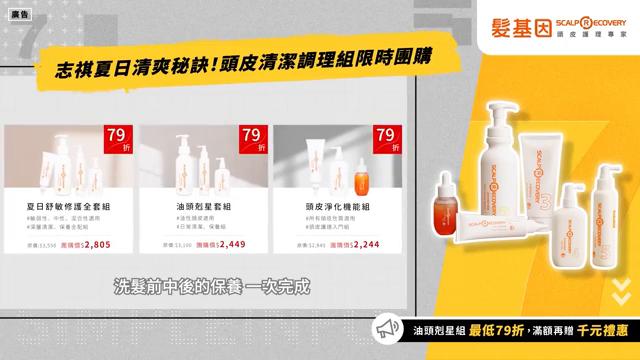 廣告
髮基因
SCALP RECOVERY
頭皮護理專家
志祺夏日清爽秘訣!頭皮清潔調理組限時團購
79折
夏日舒敏修護全套組
#敏弱性、中性、混合性適用
#深層清潔、保養全配組
原價$3,550 團購價$2,805
79折
油頭剋星套組
#油性頭皮適用
#日常清潔、保養組
原價$3,100 團購價$2,449
79折
頭皮淨化機能組
#所有頭皮性質適用
#頭皮護理入門組
團購價$2,244
SCALP RECOVERY
SCALP RECOVERY
SCALP RECOVERY
3
洗髮前中後的保養 一次完成
油頭剋星組 最低79折,滿額再贈 千元禮惠